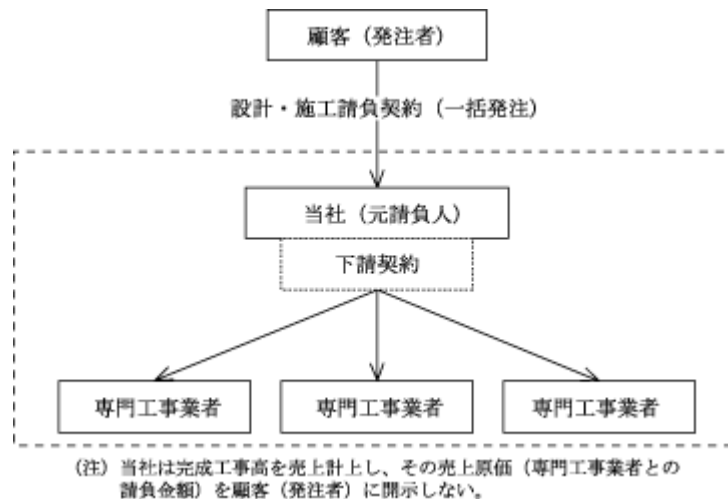 顧客（発注者）
設計・施工請負契約（一括発注）
当社（元請負人）
下請契約
専門工事業者
専門工事業者
専門工事業者
（注）当社は完成工事高を売上計上し、その売上原価（専門工事業者との
請負金額）を顧客（発注者）に開示しない。